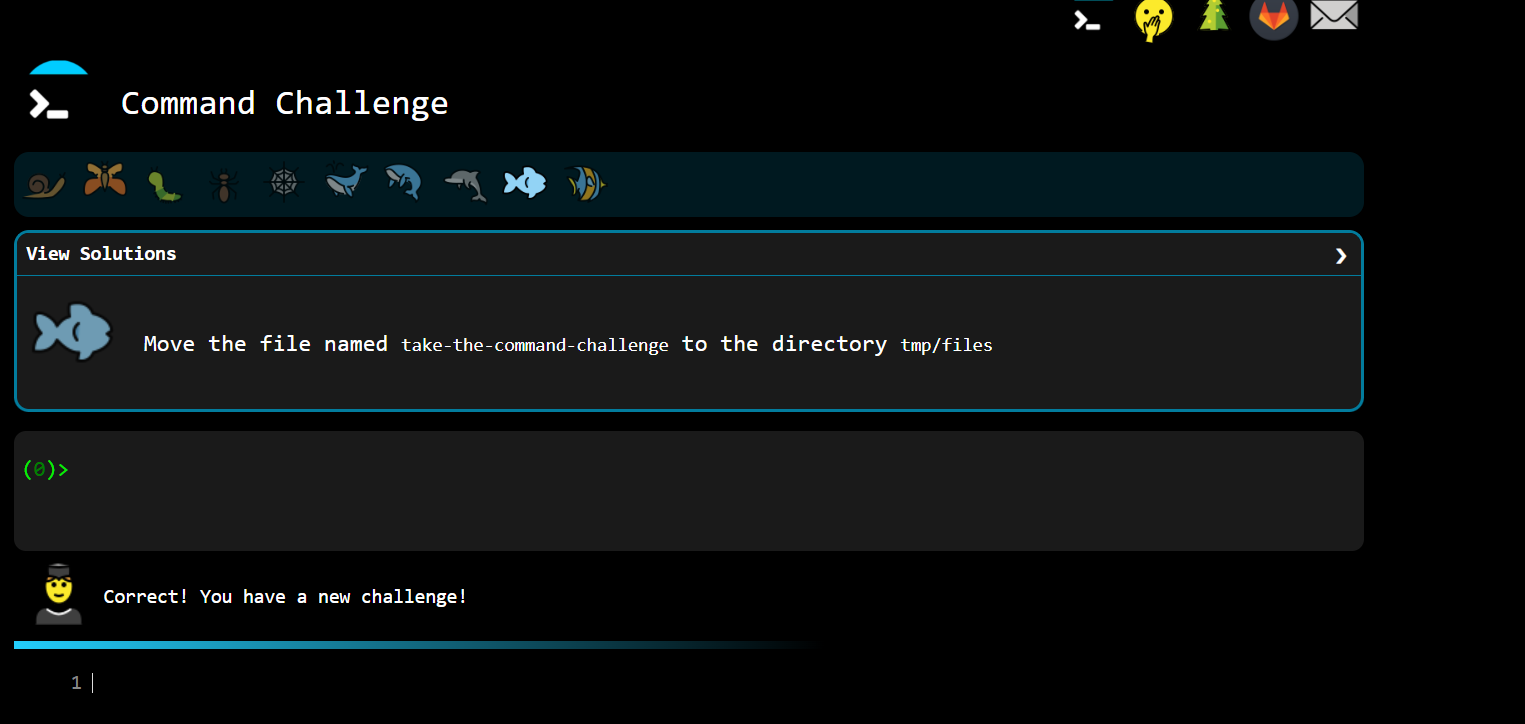 Command Challenge
View Solutions
Move the file named take-the-command-challenge to the directory tmp/files
(0)>
Correct! You have a new challenge!
1